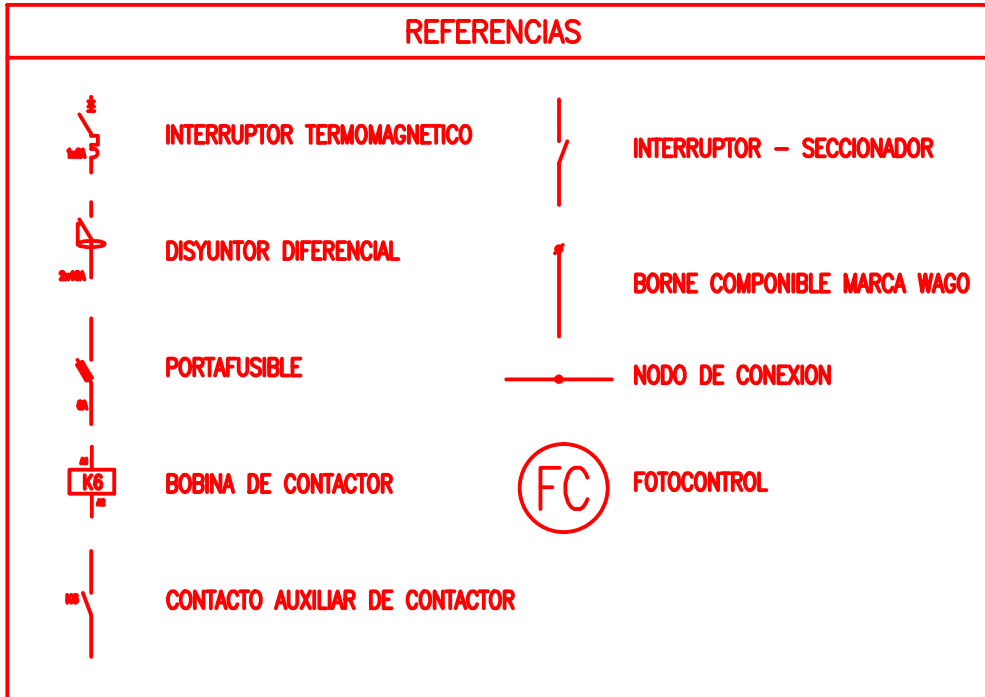 REFERENCIAS
INTERRUPTOR TERMOMAGNETICO
DISYUNTOR DIFERENCIAL
2x40A
PORTAFUSIBLE
K6
BOBINA DE CONTACTOR
CONTACTO AUXILIAR DE CONTACTOR
INTERRUPTOR - SECCIONADOR
BORNE COMPONIBLE MARCA WAGO
NODO DE CONEXION
FC
FOTOCONTROL